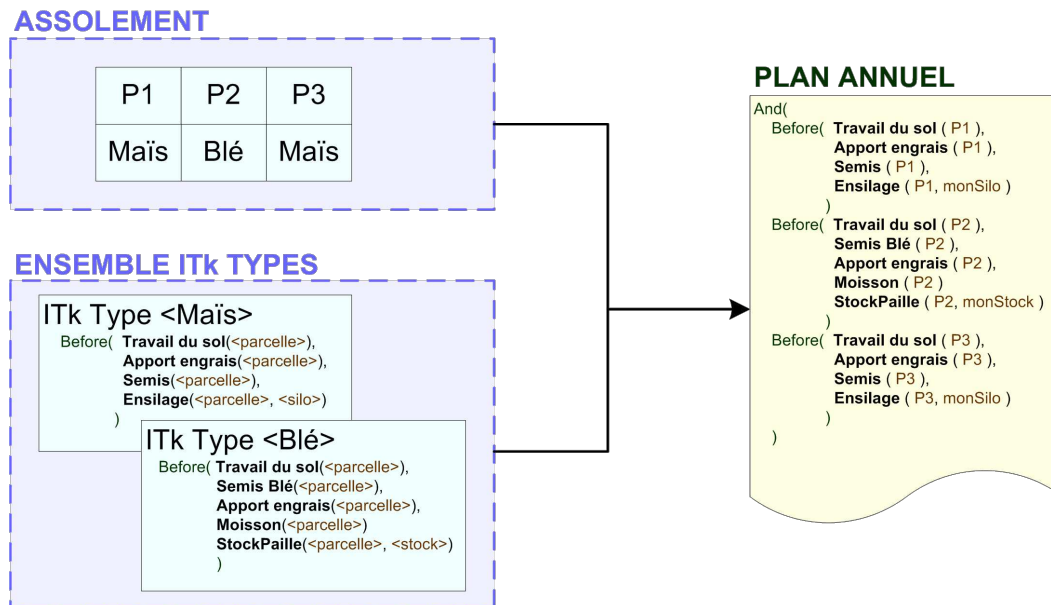 ASSOLEMENT
P1 P2 P3
Maïs Blé Maïs
ENSEMBLE ITk TYPES
ITk Type <Maïs>
Before( Travail du sol(<parcelle>),
Apport engrais(<parcelle>),
Semis(<parcelle>),
Ensilage(<parcelle>, <silo>)
)
ITk Type <Blé>
Before( Travail du sol(<parcelle>),
Semis Blé(<parcelle>),
Apport engrais(<parcelle>),
Moisson(<parcelle>)
StockPaille(<parcelle>, <stock>)
)
PLAN ANNUEL
And(
Before( Travail du sol ( P1 ),
Apport engrais ( P1 ),
Semis ( P1 ),
Ensilage ( P1, monSilo )
)
Before( Travail du sol ( P2 ),
Semis Blé ( P2 ),
Apport engrais ( P2 ),
Moisson ( P2 )
StockPaille ( P2, monStock )
)
Before( Travail du sol ( P3 ),
Apport engrais ( P3 ),
Semis ( P3 ),
Ensilage ( P3, monSilo )
)
)